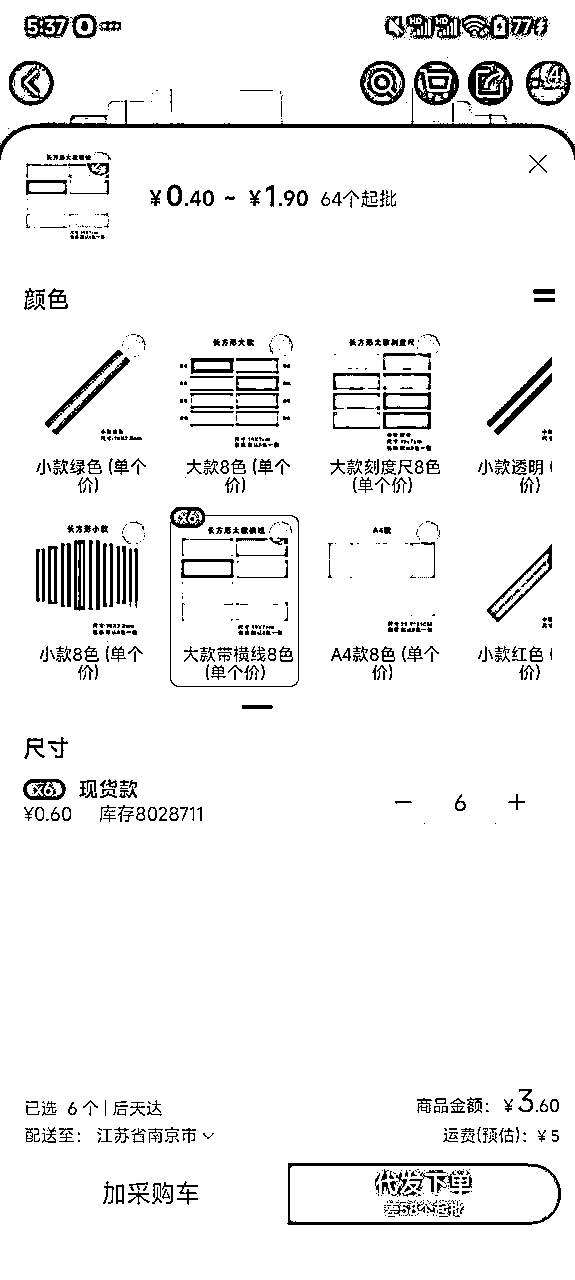 5:37
77
¥0.40 ~ ¥1.90 64个起批
颜色
长方形大款
长方形大款刻度尺
小款绿色 (单个价)
大款8色 (单个价)
大款刻度尺8色 (单个价)
小款透明 (
价)
长方形小款
x6
长方形大款横线
A4款
小款8色 (单个价)
大款带横线8色 (单个价)
A4款8色 (单个价)
小款红色 (
价)
尺寸
x6 现货款
¥0.60 库存8028711
6
已选 6 个 | 后天达
商品金额: ¥3.60
配送至: 江苏省南京市
运费(预估): ¥5
加采购车
代发下单
差58个起批